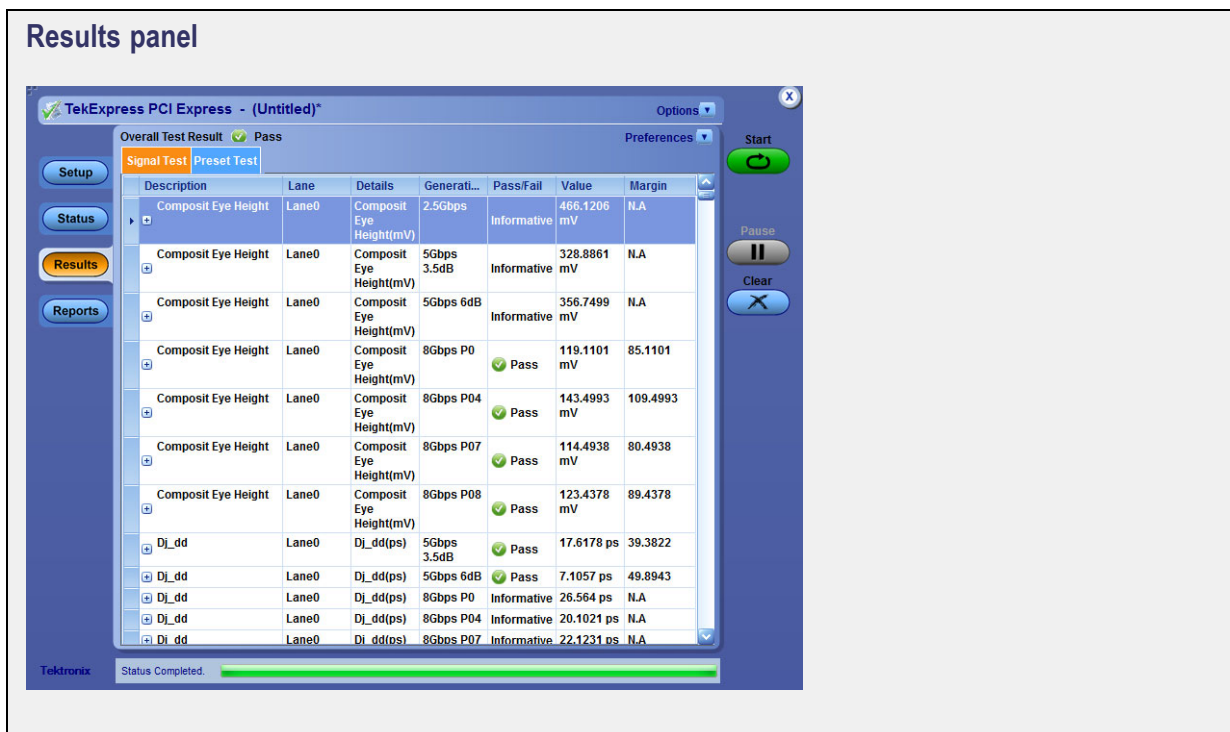 Results panel
TekExpress PCI Express - (Untitled)*
Options
x
Overall Test Result Pass
Preferences
Start
Signal Test Preset Test
Setup
Description Lane Details Generati... Pass/Fail Value Margin
Composit Eye Height Lane0 Composit Eye Height(mV) 2.5Gbps Informative 466.1206 mV N.A
Status
Pause
Composit Eye Height Lane0 Composit Eye Height(mV) 5Gbps 3.5dB Informative 328.8861 mV N.A
Results
Clear
Composit Eye Height Lane0 Composit Eye Height(mV) 5Gbps 6dB Informative 356.7499 mV N.A
Reports
Composit Eye Height Lane0 Composit Eye Height(mV) 8Gbps P0 Pass 119.1101 mV 85.1101
Composit Eye Height Lane0 Composit Eye Height(mV) 8Gbps P04 Pass 143.4993 mV 109.4993
Composit Eye Height Lane0 Composit Eye Height(mV) 8Gbps P07 Pass 114.4938 mV 80.4938
Composit Eye Height Lane0 Composit Eye Height(mV) 8Gbps P08 Pass 123.4378 mV 89.4378
Dj_dd Lane0 Dj_dd(ps) 5Gbps 3.5dB Pass 17.6178 ps 39.3822
Dj_dd Lane0 Dj_dd(ps) 5Gbps 6dB Pass 7.1057 ps 49.8943
Dj_dd Lane0 Dj_dd(ps) 8Gbps P0 Informative 26.564 ps N.A
Dj_dd Lane0 Dj_dd(ps) 8Gbps P04 Informative 20.1021 ps N.A
Dj_dd Lane0 Dj_dd(ps) 8Gbps P07 Informative 22.1231 ps N.A
Tektronix
Status Completed.